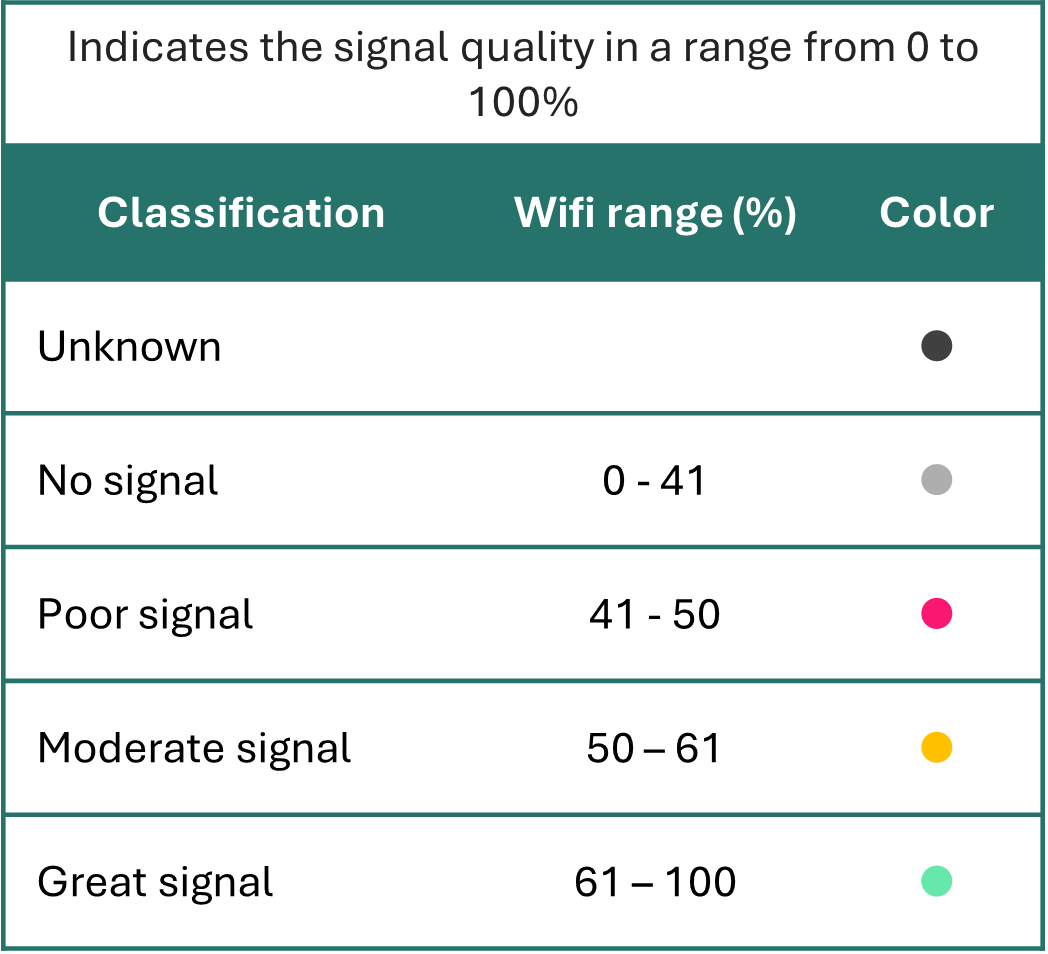 Indicates the signal quality in a range from 0 to
100%
Classification Wifi range (%) Color
Unknown
No signal 0 - 41
Poor signal 41 - 50
Moderate signal 50 – 61
Great signal 61 – 100